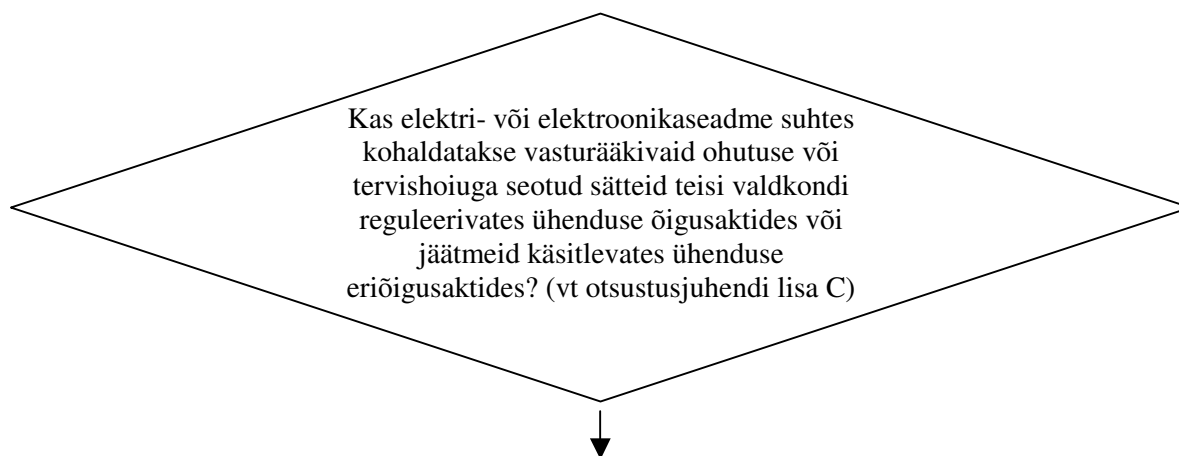 Kas elektri- või elektroonikaseadme suhtes
kohaldatakse vasturääkivaid ohutuse või
tervishoiuga seotud sätteid teisi valdkondi
reguleerivates ühenduse õigusaktides või
jäätmeid käsitlevates ühenduse
eriõigusaktides? (vt otsustusjuhendi lisa C)